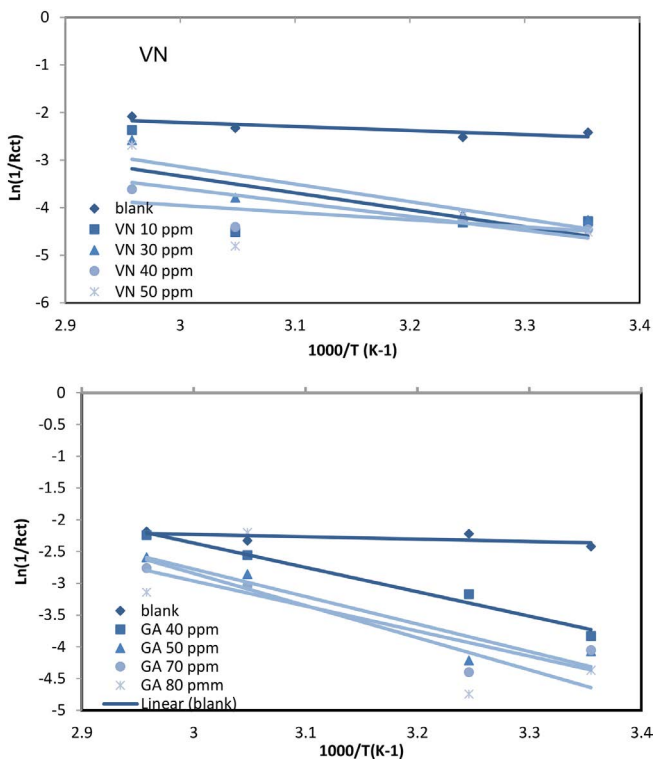 0
VN
-1
-2
Ln(1/Rct)
-3
-4
blank
VN 10 ppm
-5
VN 30 ppm
VN 40 ppm
-6
VN 50 ppm
2.9 3 3.1 3.2 3.3 3.4
1000/T (K-1)
0
-0.5
-1
-1.5
-2
Ln(1/Rct)
-2.5
-3
-3.5
blank
GA 40 ppm
-4
GA 50 ppm
GA 70 ppm
-4.5
GA 80 pmm
Linear (blank)
-5
2.9 3 3.1 3.2 3.3 3.4
1000/T(K-1)